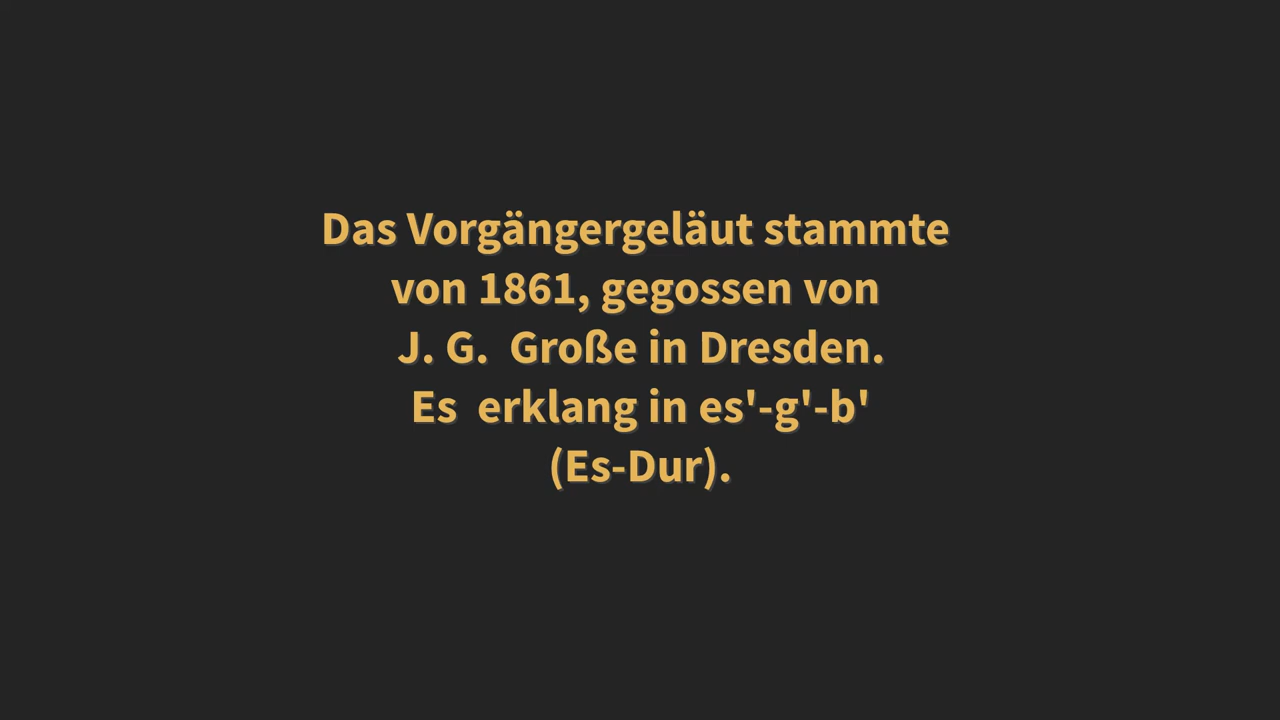 Das Vorgängergeläut stammte
von 1861, gegossen von
J. G.  Große in Dresden.
Es  erklang in es'-g'-b'
(Es-Dur).